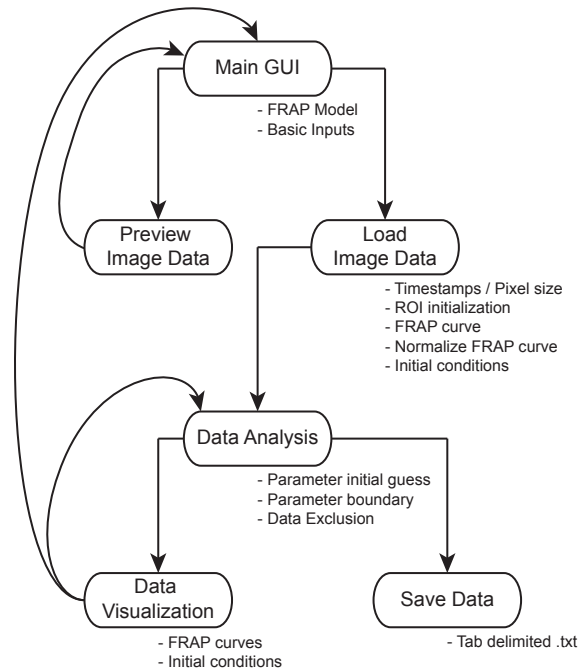 Main GUI
- FRAP Model
- Basic Inputs
Preview
Image Data
Load
Image Data
- Timestamps / Pixel size
- ROI initialization
- FRAP curve
- Normalize FRAP curve
- Initial conditions
Data Analysis
- Parameter initial guess
- Parameter boundary
- Data Exclusion
Data
Visualization
- FRAP curves
- Initial conditions
Save Data
- Tab delimited .txt